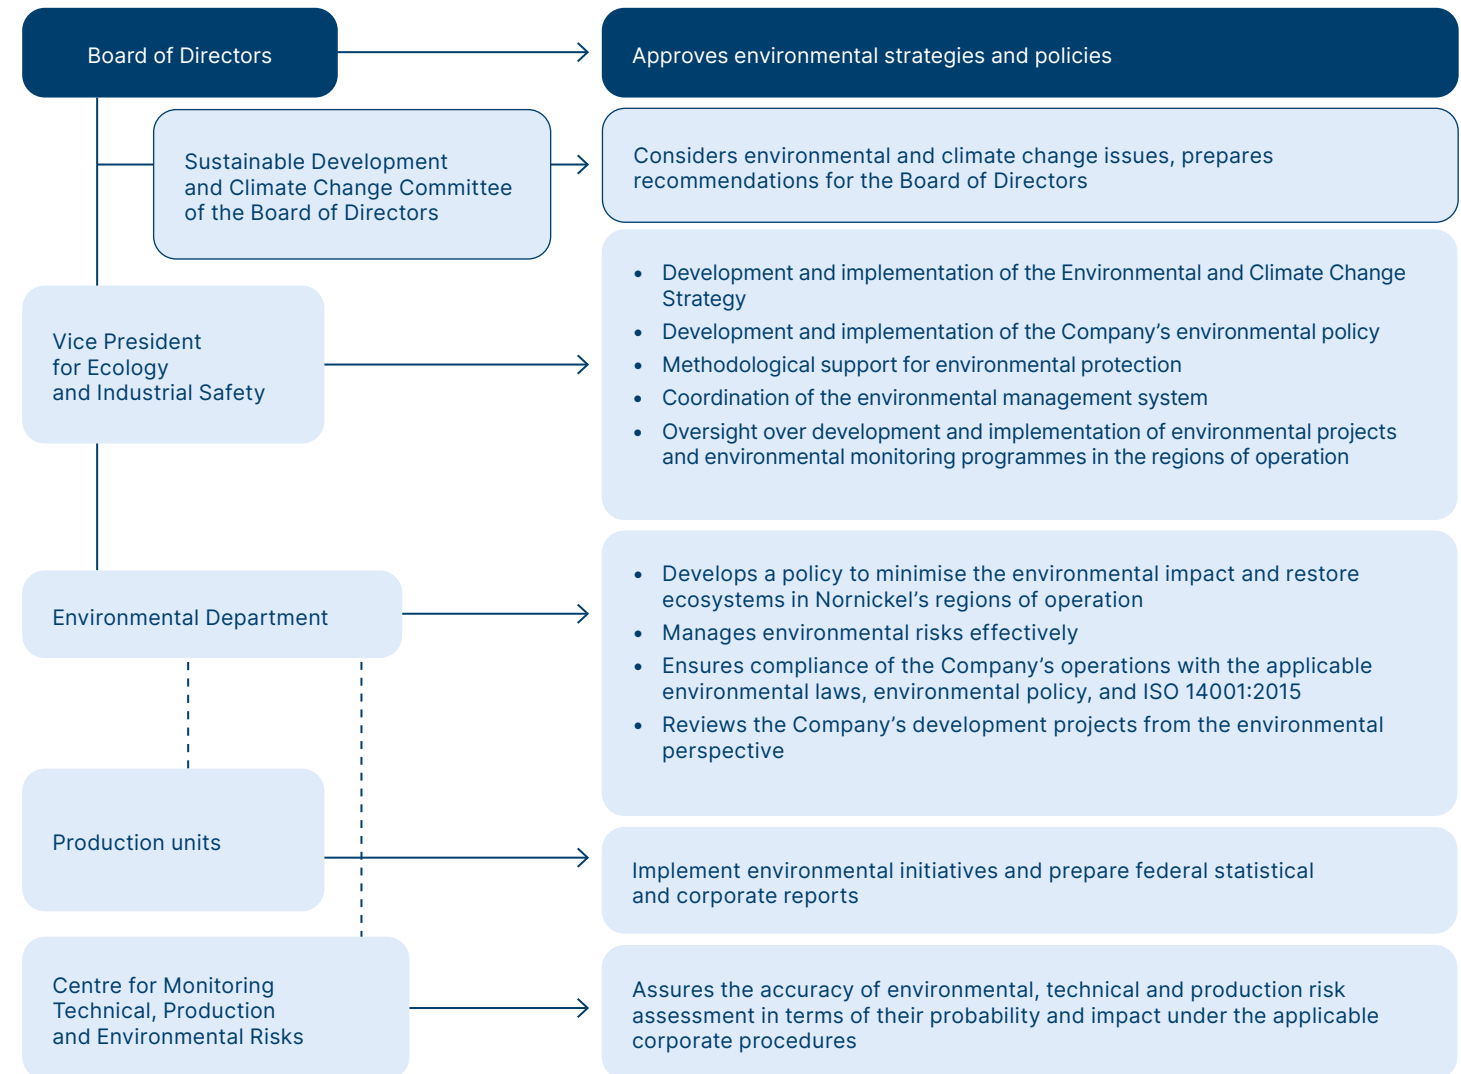 Board of Directors
Approves environmental strategies and policies
Sustainable Development
and Climate Change Committee
of the Board of Directors
Considers environmental and climate change issues, prepares
recommendations for the Board of Directors
Vice President
for Ecology
and Industrial Safety
• Development and implementation of the Environmental and Climate Change
Strategy
• Development and implementation of the Company’s environmental policy
• Methodological support for environmental protection
• Coordination of the environmental management system
• Oversight over development and implementation of environmental projects
and environmental monitoring programmes in the regions of operation
Environmental Department
• Develops a policy to minimise the environmental impact and restore
ecosystems in Nornickel’s regions of operation
• Manages environmental risks effectively
• Ensures compliance of the Company’s operations with the applicable
environmental laws, environmental policy, and ISO 14001:2015
• Reviews the Company’s development projects from the environmental
perspective
Production units
Implement environmental initiatives and prepare federal statistical
and corporate reports
Centre for Monitoring
Technical, Production
and Environmental Risks
Assures the accuracy of environmental, technical and production risk
assessment in terms of their probability and impact under the applicable
corporate procedures